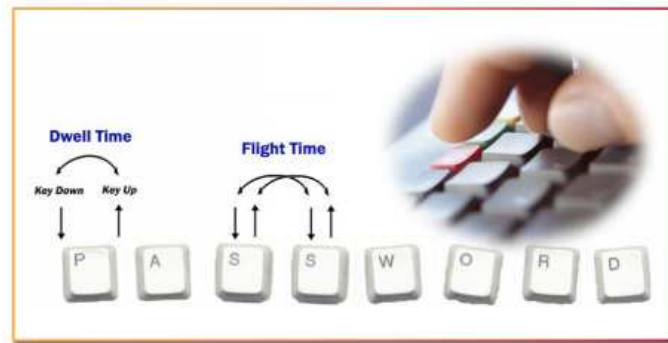 Dwell Time
Flight Time
Key Down Key Up
P A S S W O R D